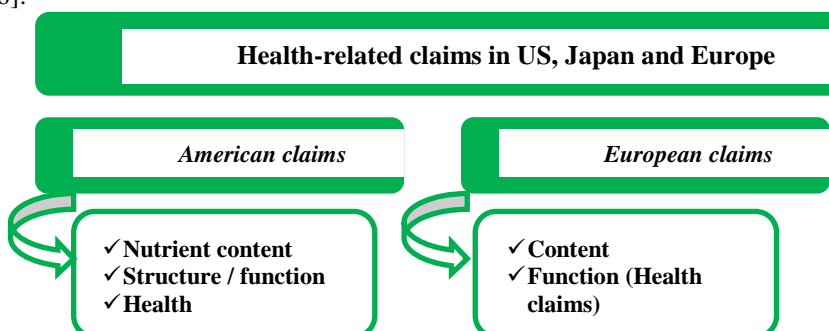 Health-related claims in US, Japan and Europe
American claims
European claims
✓Nutrient content
✓Structure / function
✓Health
✓Content
✓Function (Health
claims)